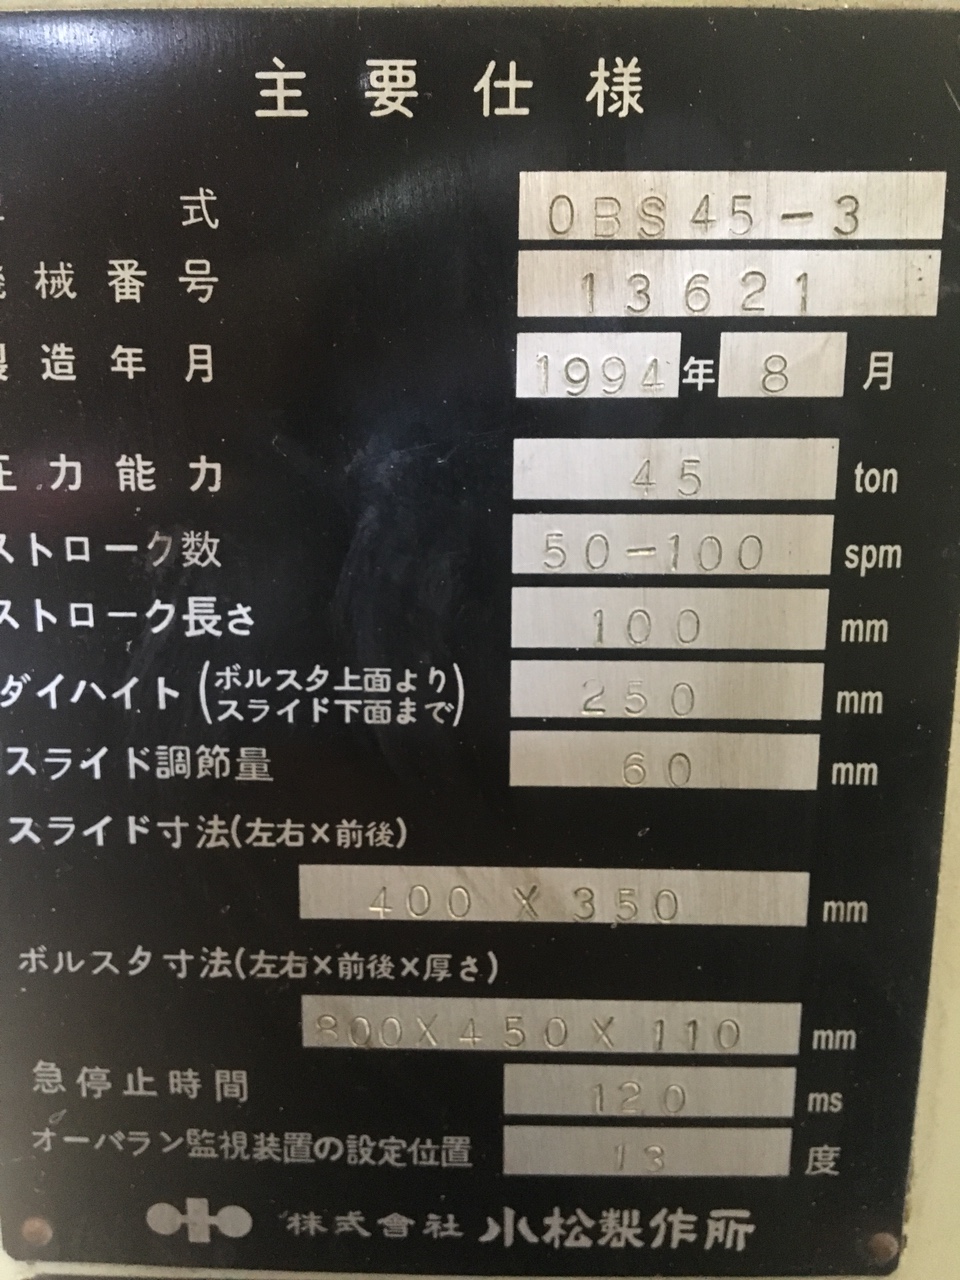 主要仕様
式 OBS45-3
機械番号 13621
製造年月 1994年 8 月
圧力能力 45 ton
ストローク数 50-100 spm
ストローク長さ 100 mm
ダイハイト(ボルスタ上面より 250 mm
スライド下面まで)
スライド調節量 60 mm
スライド寸法(左右×前後)
400 X 350 mm
ボルスタ寸法(左右×前後×厚さ)
800X450X110 mm
急停止時間 120 ms
オーバラン監視装置の設定位置 13 度
株式會社 小松製作所